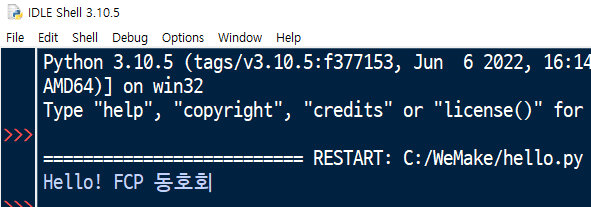 IDLE Shell 3.10.5
File Edit Shell Debug Options Window Help
Python 3.10.5 (tags/v3.10.5:f377153, Jun 6 2022, 16:14
AMD64)] on win32
Type "help", "copyright", "credits" or "license()" for
>>>
========================== RESTART: C:/WeMake/hello.py
Hello! FCP 동호회
>>>